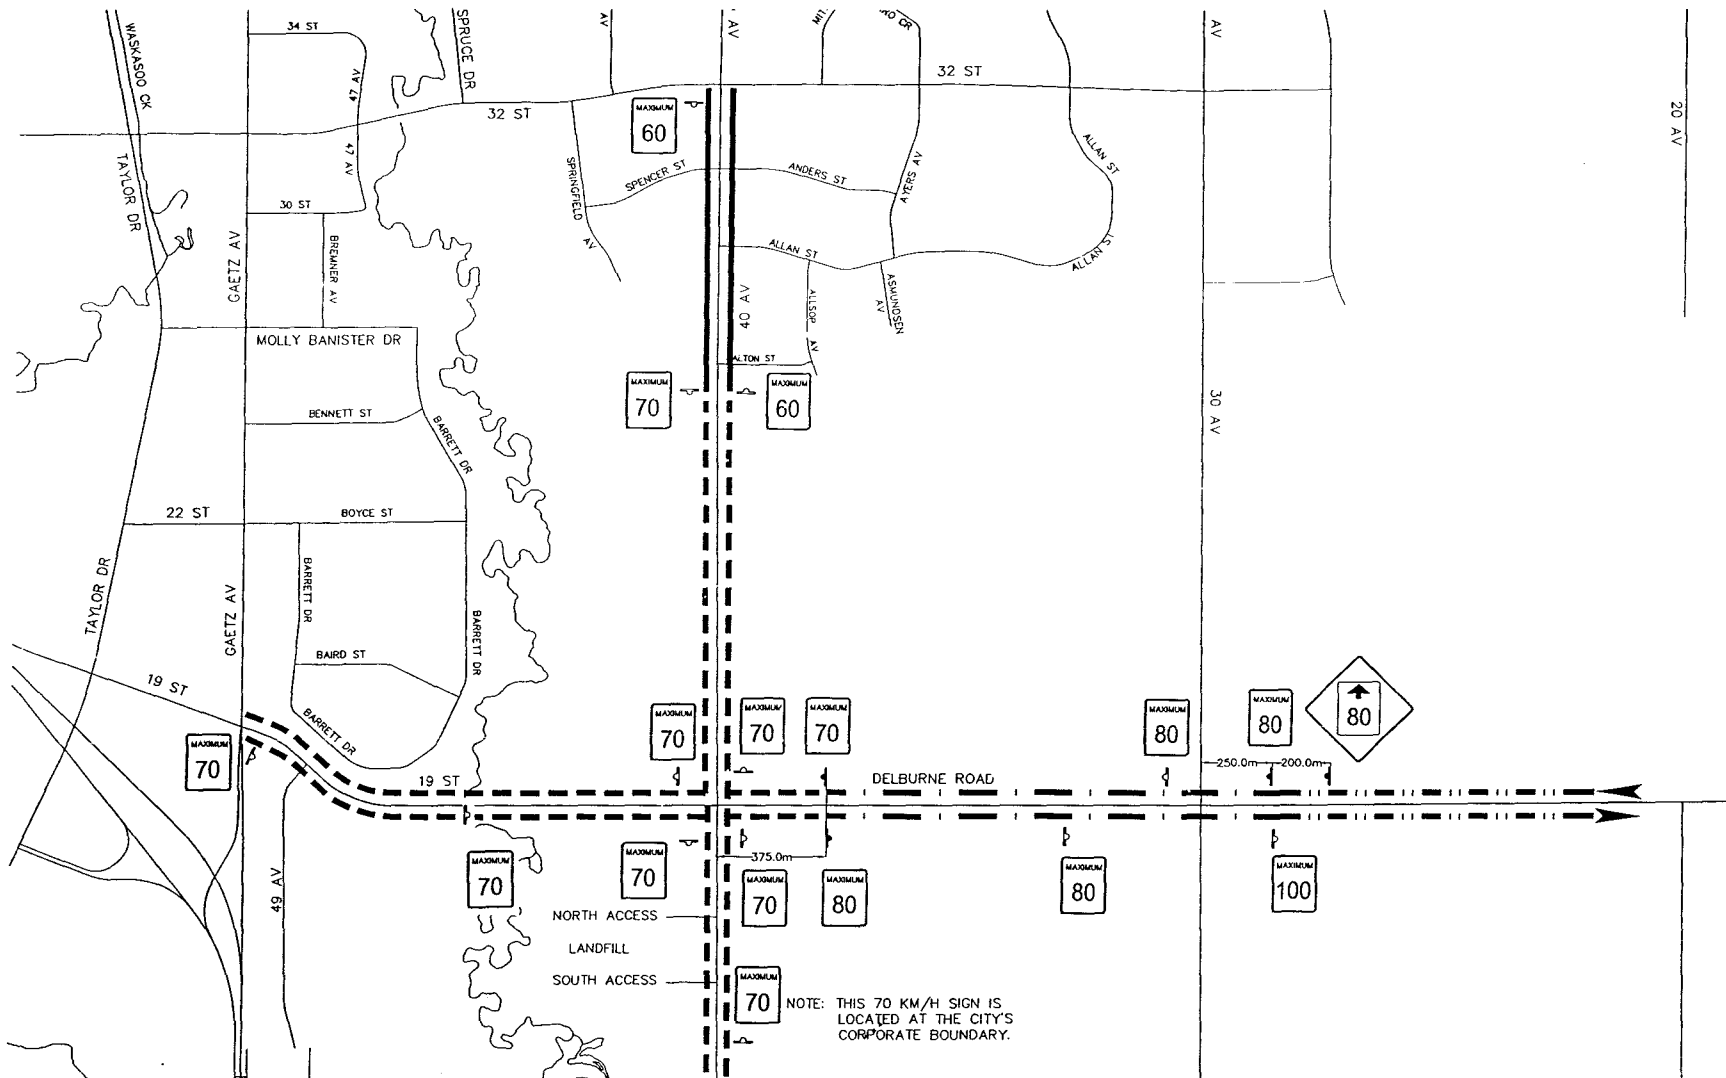 34 ST
WASKASOO CK
SPRUCE DR
AV
AV
AV
47 AV
32 ST
32 ST
20 AV
MAXIMUM
60
47 AV
TAYLOR DR
SPRINGFIELD
AV
SPENCER ST
ANDERS ST
AYERS AV
ALLAN ST
30 ST
BREMNER AV
GAETZ AV
ALLAN ST
ALLAN ST
ALLSOP AV
ASMUNDSEN
AV
40 AV
MOLLY BANISTER DR
ALTON ST
MAXIMUM
70
MAXIMUM
60
30 AV
BENNETT ST
BARRETT DR
22 ST
BOYCE ST
TAYLOR DR
GAETZ AV
BARRETT DR
BARRETT DR
BAIRD ST
19 ST
BARRETT DR
MAXIMUM
70
MAXIMUM
70
MAXIMUM
70
MAXIMUM
70
MAXIMUM
80
MAXIMUM
80
80
250.0m
200.0m
19 ST
DELBURNE ROAD
375.0m
49 AV
MAXIMUM
70
MAXIMUM
70
MAXIMUM
70
MAXIMUM
80
MAXIMUM
80
MAXIMUM
100
NORTH ACCESS
LANDFILL
SOUTH ACCESS
MAXIMUM
70
NOTE: THIS 70 KM/H SIGN IS
LOCATED AT THE CITY'S
CORPORATE BOUNDARY.